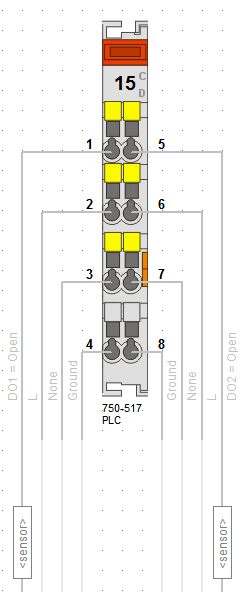 15
C
D
1
5
2
6
3
7
4
8
750-517
PLC
DO1 = Open
L
None
Ground
Ground
None
L
DO2 = Open
<sensor>
<sensor>